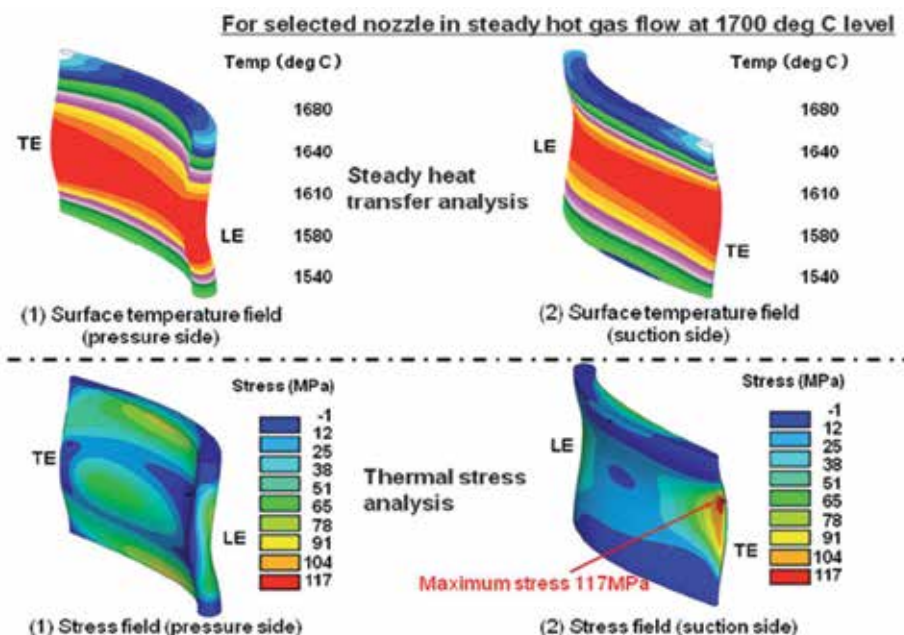 For selected nozzle in steady hot gas flow at 1700 deg C level
Temp (deg C)
1680
1640
1610
1580
1540
TE
LE
(1) Surface temperature field
(pressure side)
Steady heat
transfer analysis
Temp (deg C)
1680
1640
1610
1580
1540
LE
TE
(2) Surface temperature field
(suction side)
Stress (MPa)
-1
12
25
38
51
65
78
91
104
117
TE
LE
(1) Stress field (pressure side)
Thermal stress
analysis
Stress (MPa)
-1
12
25
38
51
65
78
91
104
117
LE
TE
Maximum stress 117MPa
(2) Stress field (suction side)